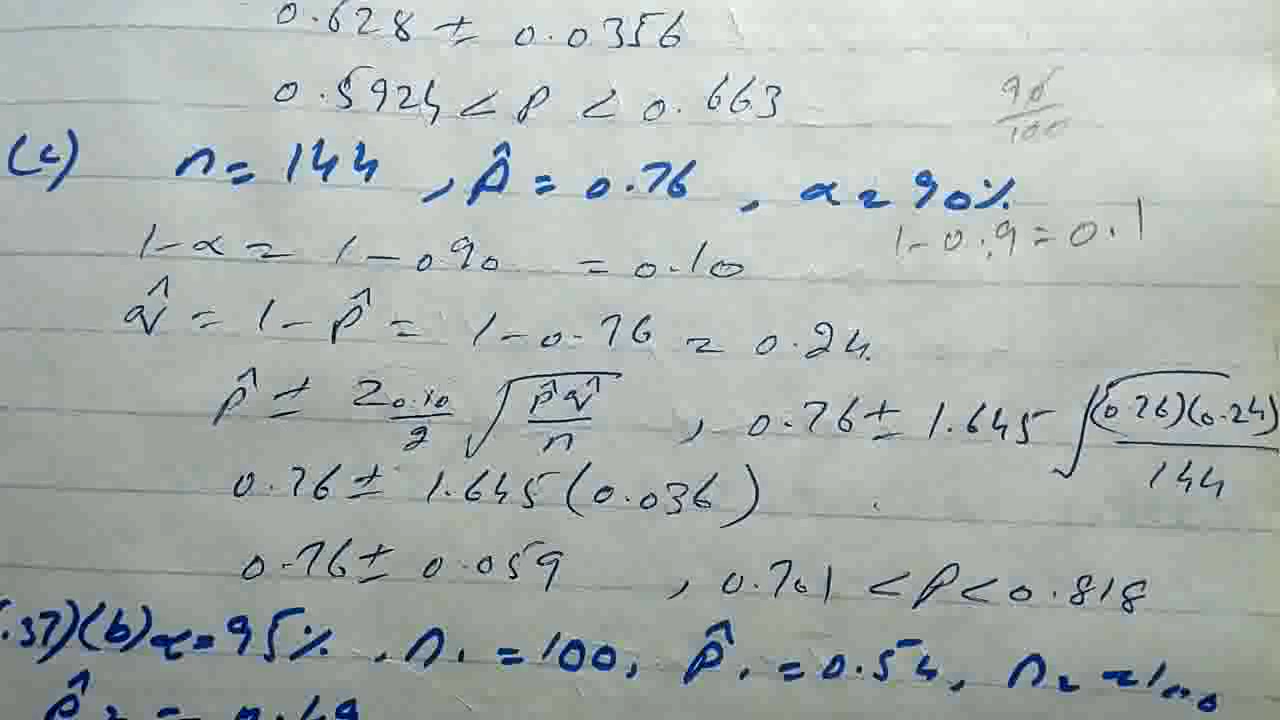 0.628 ± 0.0356
0.5924 < P < 0.663
90/100
(c) n = 144 , p̂ = 0.76 , α = 90%
1 - 0.9 = 0.1
1-α = 1-0.90 = 0.10
q̂ = 1-p̂ = 1-0.76 = 0.24
p̂ ± Z0.10/2 √(p̂q̂/n) , 0.76 ± 1.645 √((0.76)(0.24)/144)
0.76 ± 1.645 (0.036)
0.76 ± 0.059 , 0.701 < P < 0.818
.37)(b) α = 95% , n₁ = 100, p̂₁ = 0.54, n₂ = 100
p̂₂ = 0.49